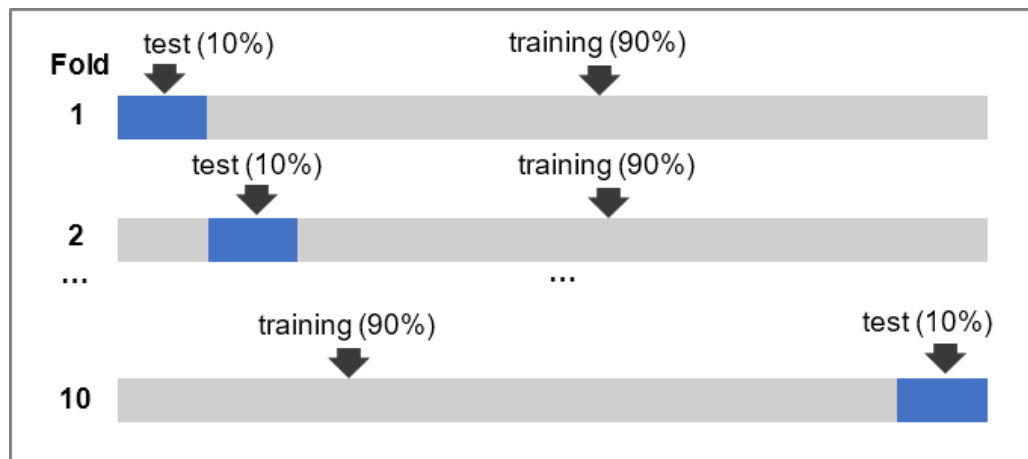 test (10%)
training (90%)
Fold
1
test (10%)
training (90%)
2
...
...
training (90%)
test (10%)
10